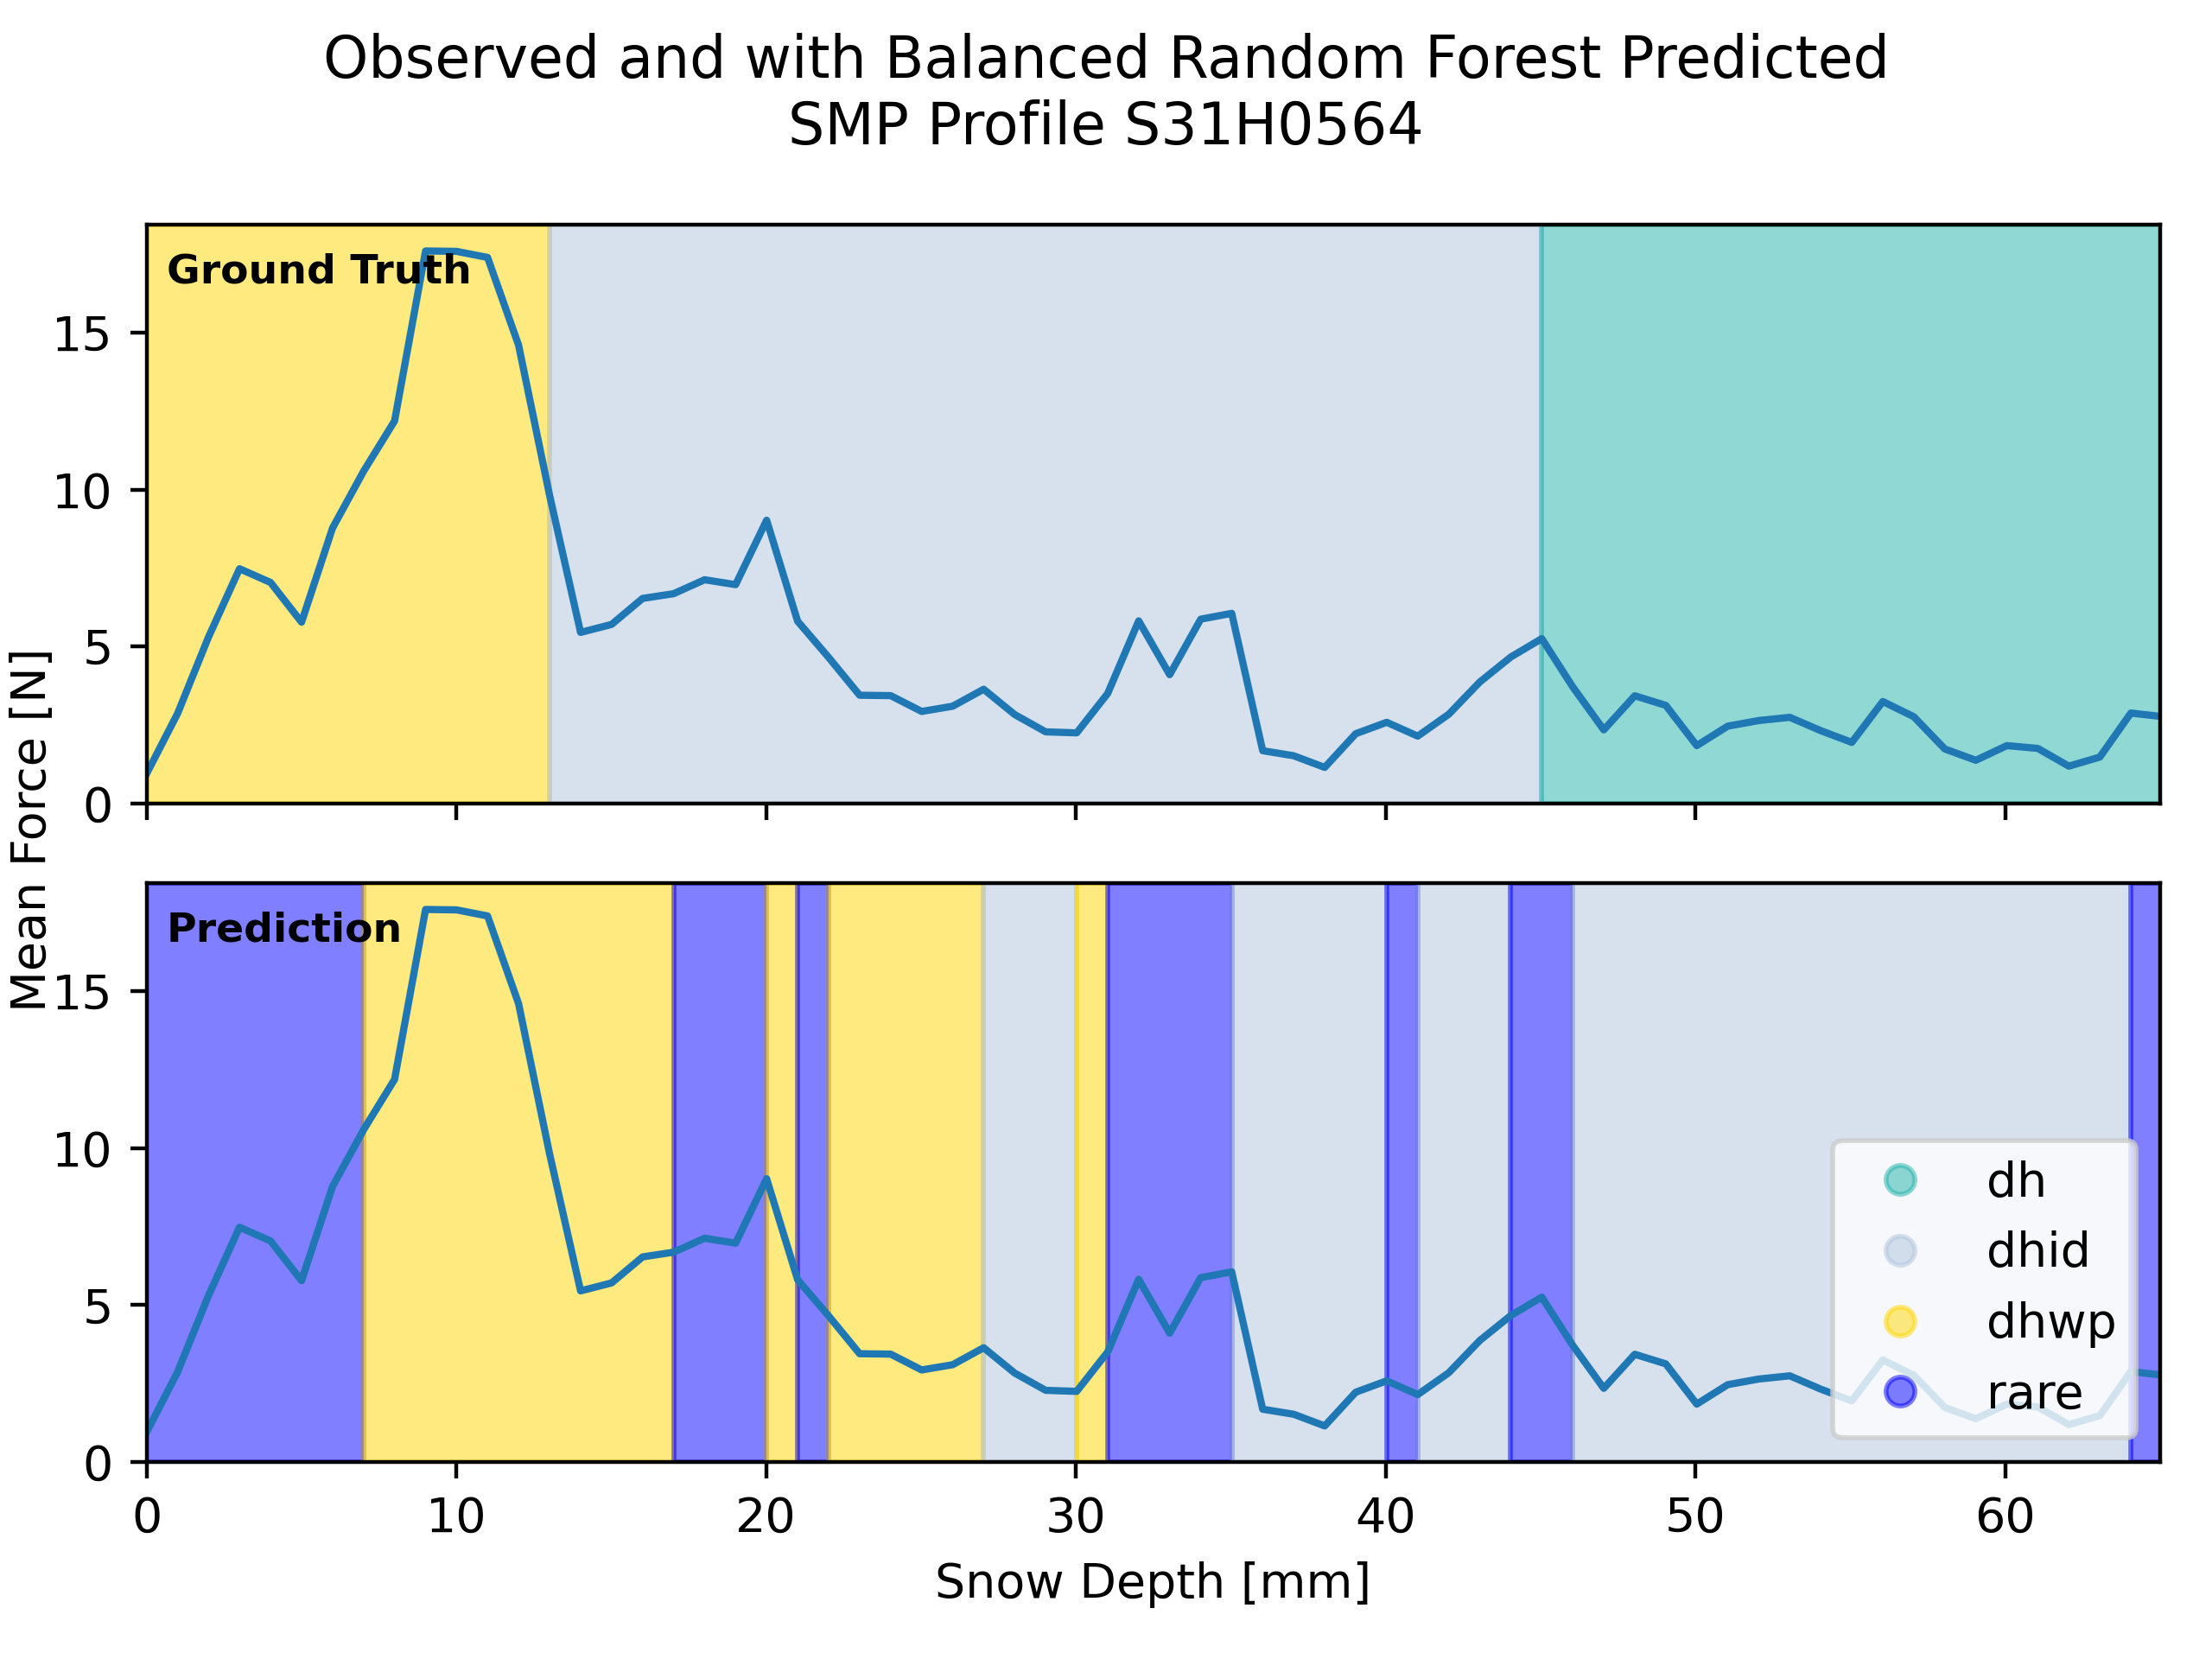 Observed and with Balanced Random Forest Predicted
SMP Profile S31H0564
Ground Truth
15
10
5
0
Mean Force [N]
Prediction
15
10
5
0
dh
dhid
dhwp
rare
0 10 20 30 40 50 60
Snow Depth [mm]